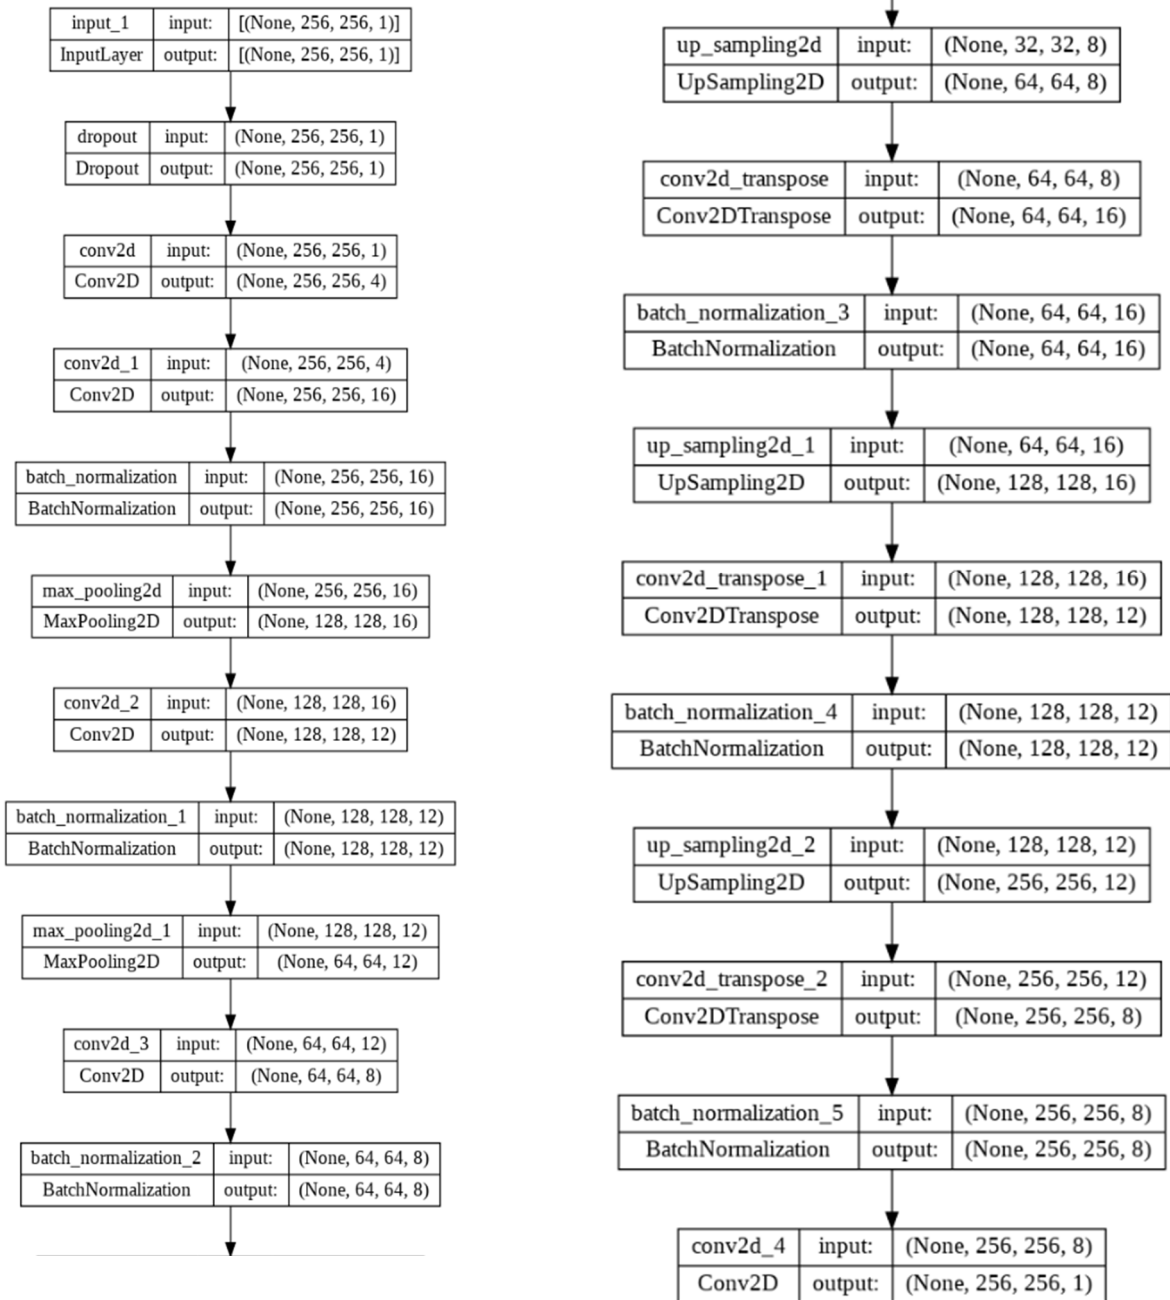 input_1 input: [(None, 256, 256, 1)]
InputLayer output: [(None, 256, 256, 1)]
dropout input: (None, 256, 256, 1)
Dropout output: (None, 256, 256, 1)
conv2d input: (None, 256, 256, 1)
Conv2D output: (None, 256, 256, 4)
conv2d_1 input: (None, 256, 256, 4)
Conv2D output: (None, 256, 256, 16)
batch_normalization input: (None, 256, 256, 16)
BatchNormalization output: (None, 256, 256, 16)
max_pooling2d input: (None, 256, 256, 16)
MaxPooling2D output: (None, 128, 128, 16)
conv2d_2 input: (None, 128, 128, 16)
Conv2D output: (None, 128, 128, 12)
batch_normalization_1 input: (None, 128, 128, 12)
BatchNormalization output: (None, 128, 128, 12)
max_pooling2d_1 input: (None, 128, 128, 12)
MaxPooling2D output: (None, 64, 64, 12)
conv2d_3 input: (None, 64, 64, 12)
Conv2D output: (None, 64, 64, 8)
batch_normalization_2 input: (None, 64, 64, 8)
BatchNormalization output: (None, 64, 64, 8)
up_sampling2d input: (None, 32, 32, 8)
UpSampling2D output: (None, 64, 64, 8)
conv2d_transpose input: (None, 64, 64, 8)
Conv2DTranspose output: (None, 64, 64, 16)
batch_normalization_3 input: (None, 64, 64, 16)
BatchNormalization output: (None, 64, 64, 16)
up_sampling2d_1 input: (None, 64, 64, 16)
UpSampling2D output: (None, 128, 128, 16)
conv2d_transpose_1 input: (None, 128, 128, 16)
Conv2DTranspose output: (None, 128, 128, 12)
batch_normalization_4 input: (None, 128, 128, 12)
BatchNormalization output: (None, 128, 128, 12)
up_sampling2d_2 input: (None, 128, 128, 12)
UpSampling2D output: (None, 256, 256, 12)
conv2d_transpose_2 input: (None, 256, 256, 12)
Conv2DTranspose output: (None, 256, 256, 8)
batch_normalization_5 input: (None, 256, 256, 8)
BatchNormalization output: (None, 256, 256, 8)
conv2d_4 input: (None, 256, 256, 8)
Conv2D output: (None, 256, 256, 1)